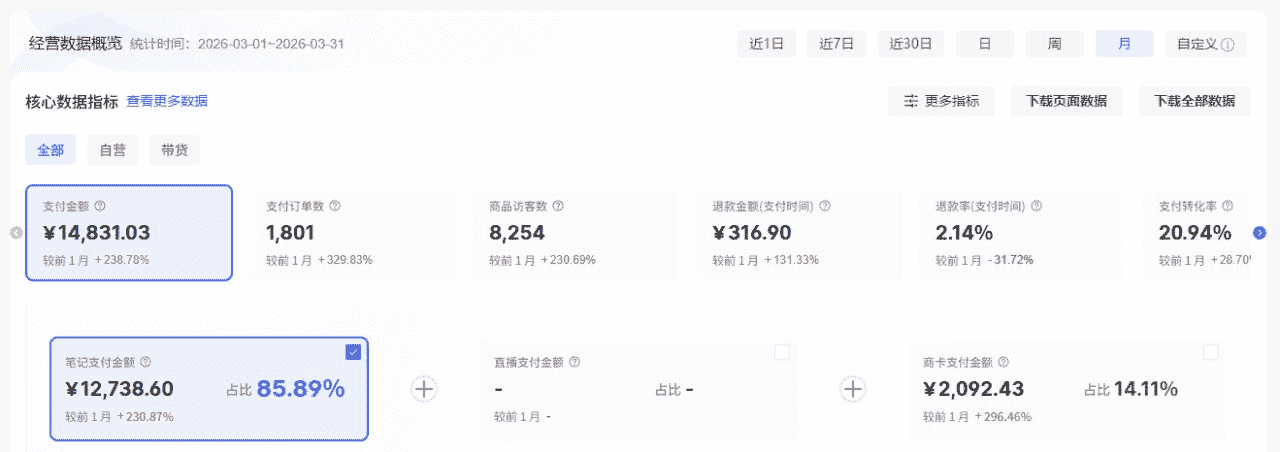 经营数据概览 统计时间：2026-03-01~2026-03-31 近1日 近7日 近30日 日 周 月 自定义
核心数据指标 查看更多数据 更多指标 下载页面数据 下载全部数据
全部 自营 带货
支付金额 支付订单数 商品访客数 退款金额(支付时间) 退款率(支付时间) 支付转化率
¥14,831.03 1,801 8,254 ¥316.90 2.14% 20.94%
较前1月 +238.78% 较前1月 +329.83% 较前1月 +230.69% 较前1月 +131.33% 较前1月 -31.72% 较前1月 +28.70
笔记支付金额 直播支付金额 商卡支付金额
¥12,738.60 占比 85.89% - 占比 - ¥2,092.43 占比 14.11%
较前1月 +230.87% 较前1月 - 较前1月 +296.46%